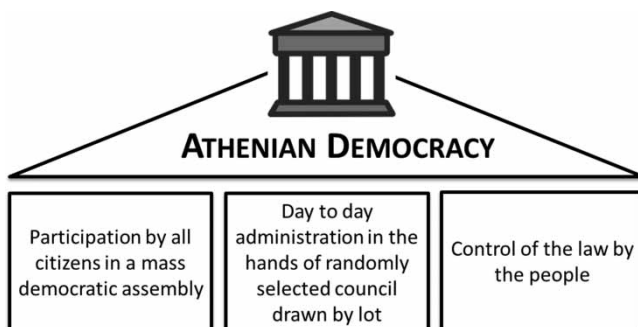 ATHENIAN DEMOCRACY
Participation by all
citizens in a mass
democratic assembly
Day to day
administration in the
hands of randomly
selected council
drawn by lot
Control of the law by
the people